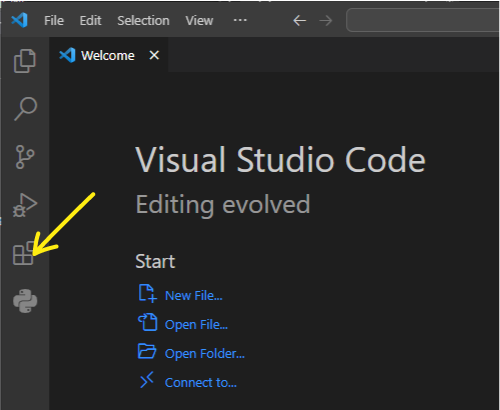 File Edit Selection View ···
Welcome
Visual Studio Code
Editing evolved
Start
New File...
Open File...
Open Folder...
Connect to...